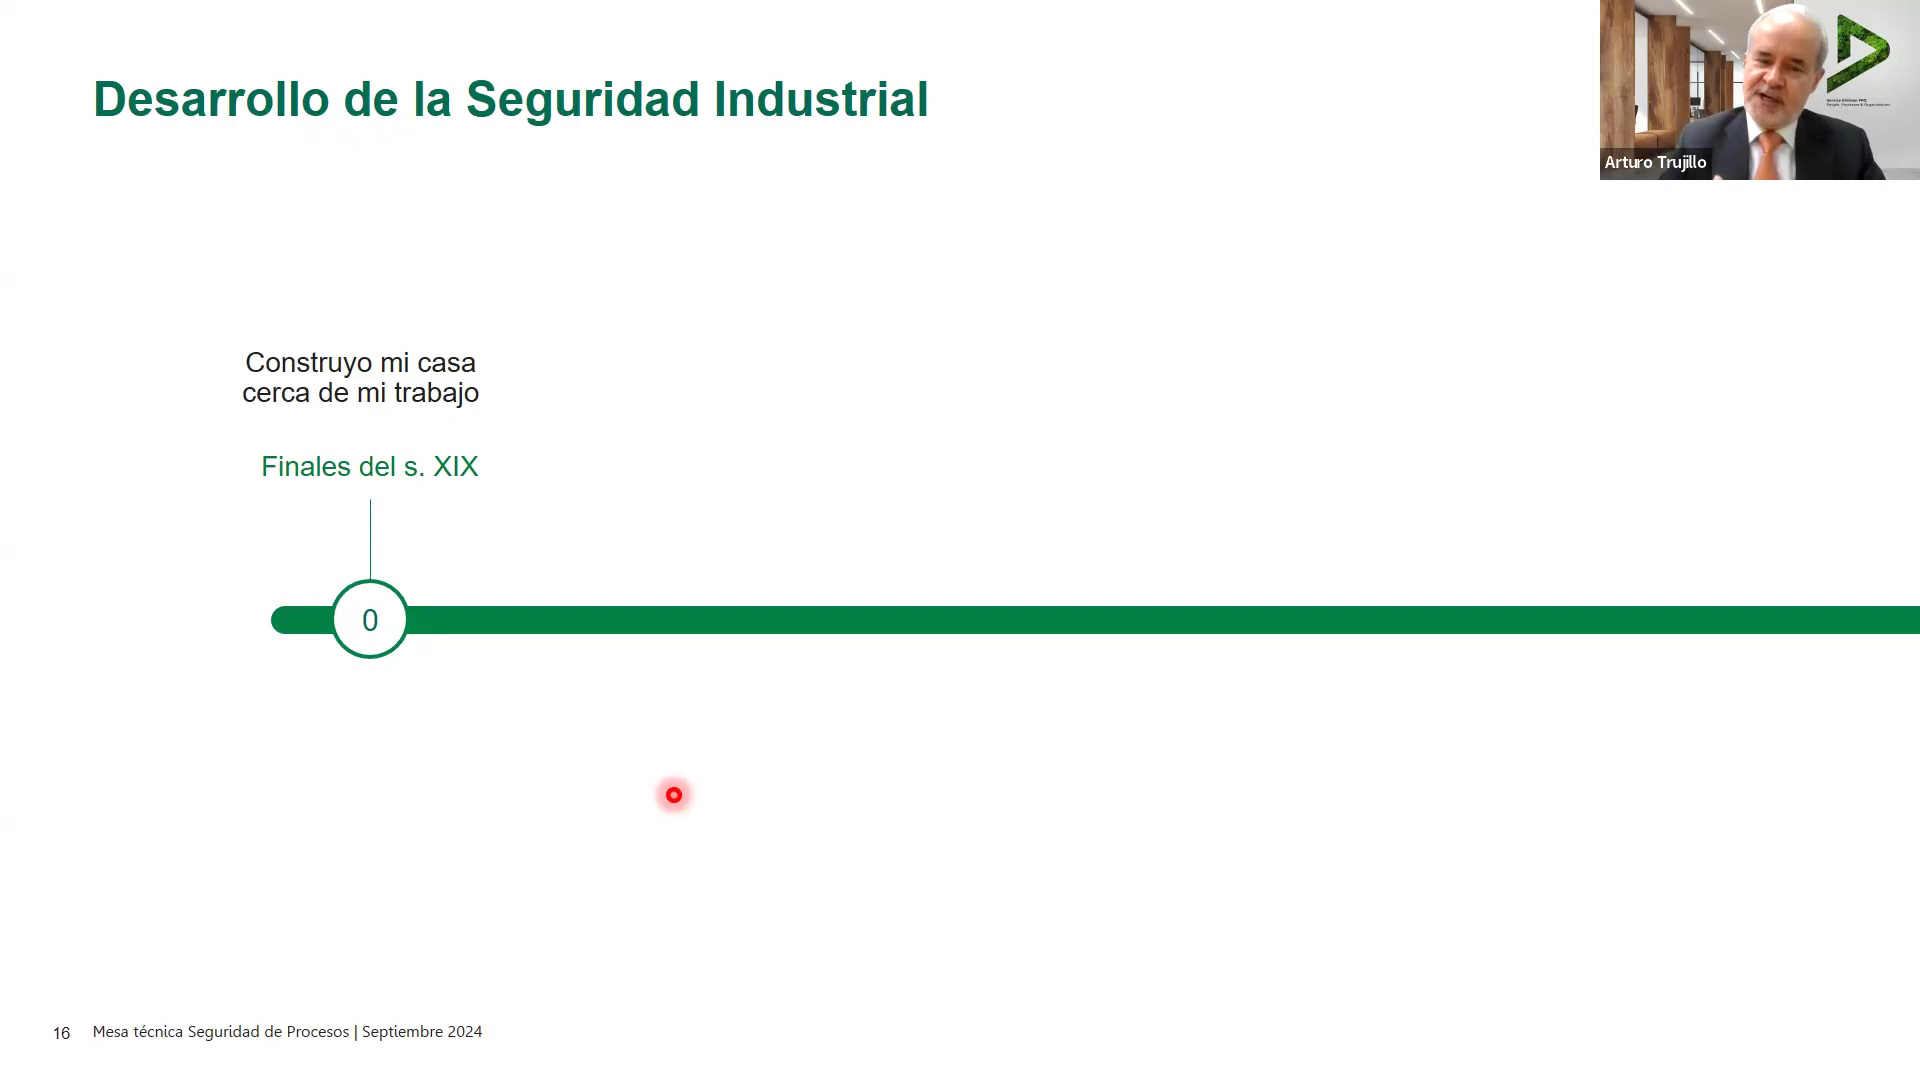 Desarrollo de la Seguridad Industrial
Arturo Trujillo
Construyo mi casa
cerca de mi trabajo
Finales del s. XIX
0
16 Mesa técnica Seguridad de Procesos | Septiembre 2024